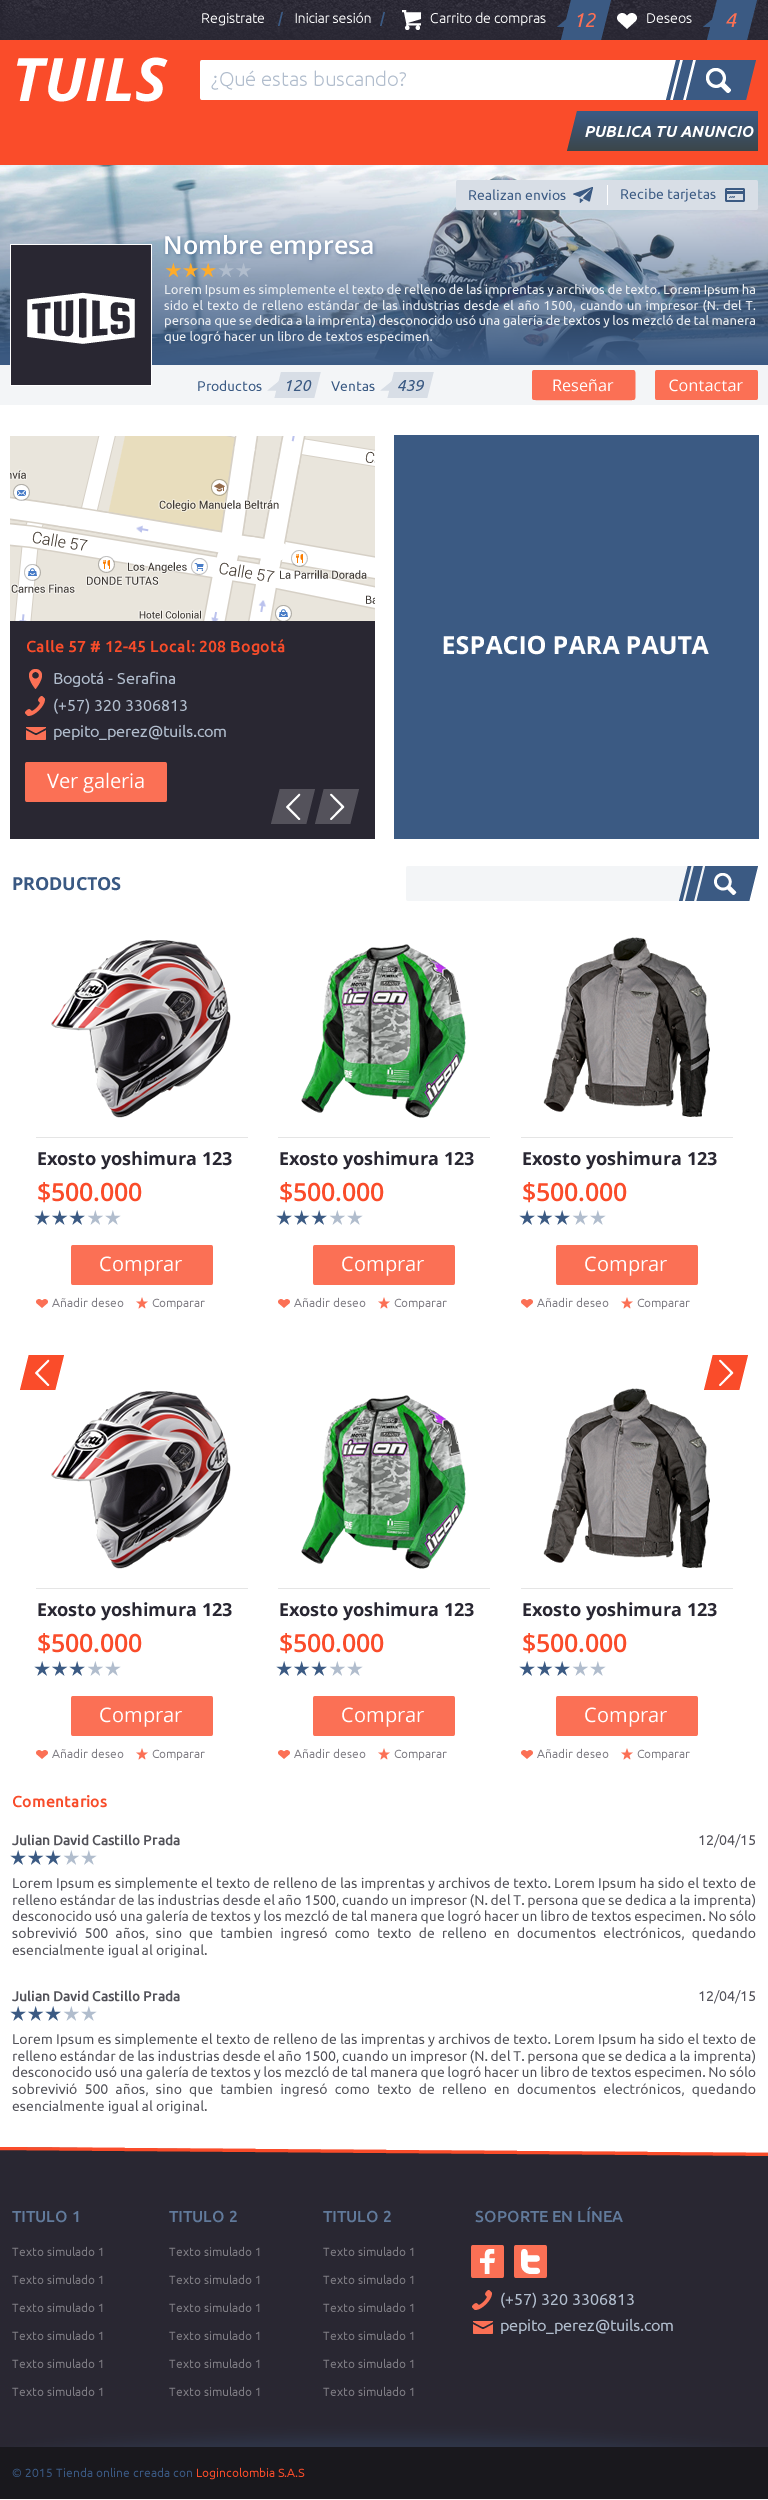 Registrate / Iniciar sesión / Carrito de compras 12 Deseos 4
TUILS
¿Qué estas buscando?
PUBLICA TU ANUNCIO
Realizan envios Recibe tarjetas
Nombre empresa
Lorem Ipsum es simplemente el texto de relleno de las imprentas y archivos de texto. Lorem Ipsum ha
sido el texto de relleno estándar de las industrias desde el año 1500, cuando un impresor (N. del T.
persona que se dedica a la imprenta) desconocido usó una galería de textos y los mezcló de tal manera
que logró hacer un libro de textos especimen.
TUILS
Productos 120 Ventas 439 Reseñar Contactar
Colegio Manuela Beltrán
Calle 57
Los Angeles
DONDE TUTAS
Calle 57
La Parrilla Dorada
Carnes Finas
Hotel Colonial
Calle 57 # 12-45 Local: 208 Bogotá
Bogotá - Serafina
(+57) 320 3306813
pepito_perez@tuils.com
Ver galeria
ESPACIO PARA PAUTA
PRODUCTOS
Exosto yoshimura 123 Exosto yoshimura 123 Exosto yoshimura 123
$500.000 $500.000 $500.000
Comprar Comprar Comprar
Añadir deseo Comparar Añadir deseo Comparar Añadir deseo Comparar
Exosto yoshimura 123 Exosto yoshimura 123 Exosto yoshimura 123
$500.000 $500.000 $500.000
Comprar Comprar Comprar
Añadir deseo Comparar Añadir deseo Comparar Añadir deseo Comparar
Comentarios
Julian David Castillo Prada 12/04/15
Lorem Ipsum es simplemente el texto de relleno de las imprentas y archivos de texto. Lorem Ipsum ha sido el texto de
relleno estándar de las industrias desde el año 1500, cuando un impresor (N. del T. persona que se dedica a la imprenta)
desconocido usó una galería de textos y los mezcló de tal manera que logró hacer un libro de textos especimen. No sólo
sobrevivió 500 años, sino que tambien ingresó como texto de relleno en documentos electrónicos, quedando
esencialmente igual al original.
Julian David Castillo Prada 12/04/15
Lorem Ipsum es simplemente el texto de relleno de las imprentas y archivos de texto. Lorem Ipsum ha sido el texto de
relleno estándar de las industrias desde el año 1500, cuando un impresor (N. del T. persona que se dedica a la imprenta)
desconocido usó una galería de textos y los mezcló de tal manera que logró hacer un libro de textos especimen. No sólo
sobrevivió 500 años, sino que tambien ingresó como texto de relleno en documentos electrónicos, quedando
esencialmente igual al original.
TITULO 1 TITULO 2 TITULO 2 SOPORTE EN LÍNEA
Texto simulado 1 Texto simulado 1 Texto simulado 1
Texto simulado 1 Texto simulado 1 Texto simulado 1
Texto simulado 1 Texto simulado 1 Texto simulado 1
Texto simulado 1 Texto simulado 1 Texto simulado 1
Texto simulado 1 Texto simulado 1 Texto simulado 1
Texto simulado 1 Texto simulado 1 Texto simulado 1
(+57) 320 3306813
pepito_perez@tuils.com
© 2015 Tienda online creada con Logincolombia S.A.S